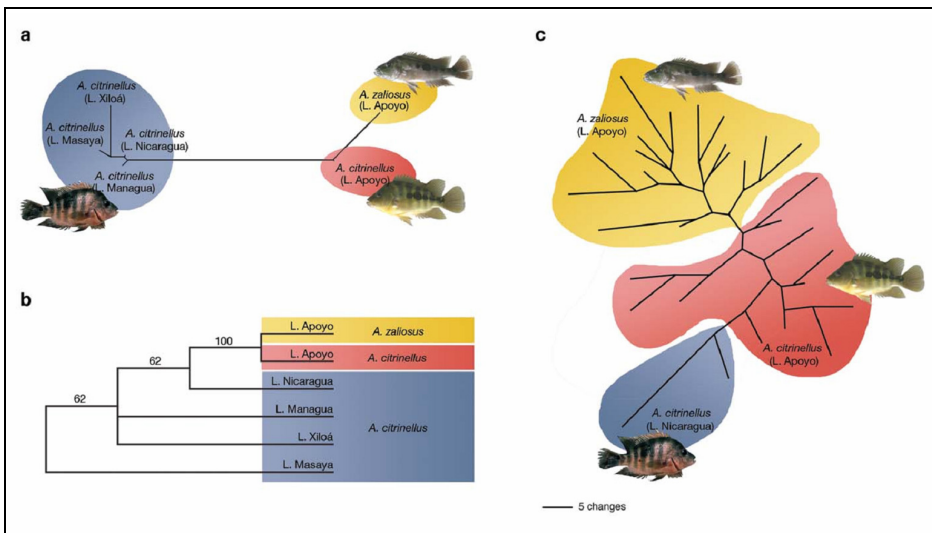 a
A. citrinellus
(L. Xiloá)
A. citrinellus
(L. Masaya)
A. citrinellus
(L. Nicaragua)
A. citrinellus
(L. Managua)
A. zaliosus
(L. Apoyo)
A. citrinellus
(L. Apoyo)
b
L. Apoyo
A. zaliosus
100
L. Apoyo
A. citrinellus
62
L. Nicaragua
62
L. Managua
A. citrinellus
L. Xiloá
L. Masaya
c
A. zaliosus
(L. Apoyo)
A. citrinellus
(L. Apoyo)
A. citrinellus
(L. Nicaragua)
5 changes